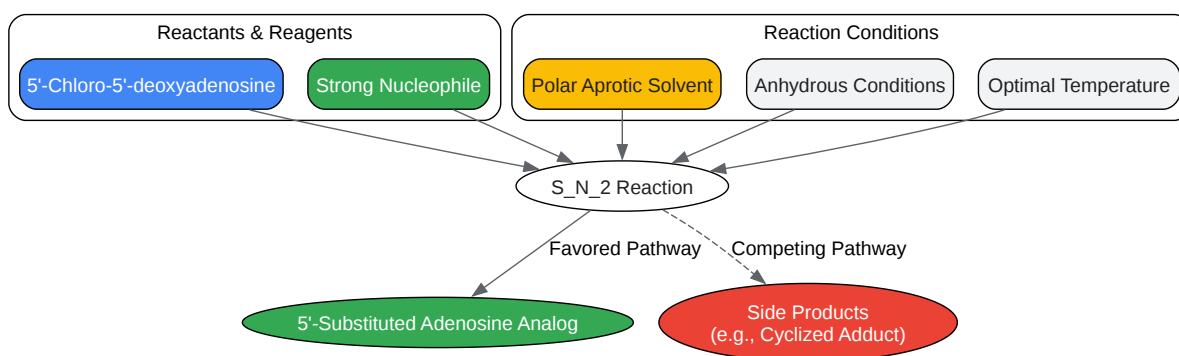 Reactants & Reagents
Reaction Conditions
5'-Chloro-5'-deoxyadenosine
Strong Nucleophile
Polar Aprotic Solvent
Anhydrous Conditions
Optimal Temperature
S_N_2 Reaction
Favored Pathway
Competing Pathway
5'-Substituted Adenosine Analog
Side Products
(e.g., Cyclized Adduct)